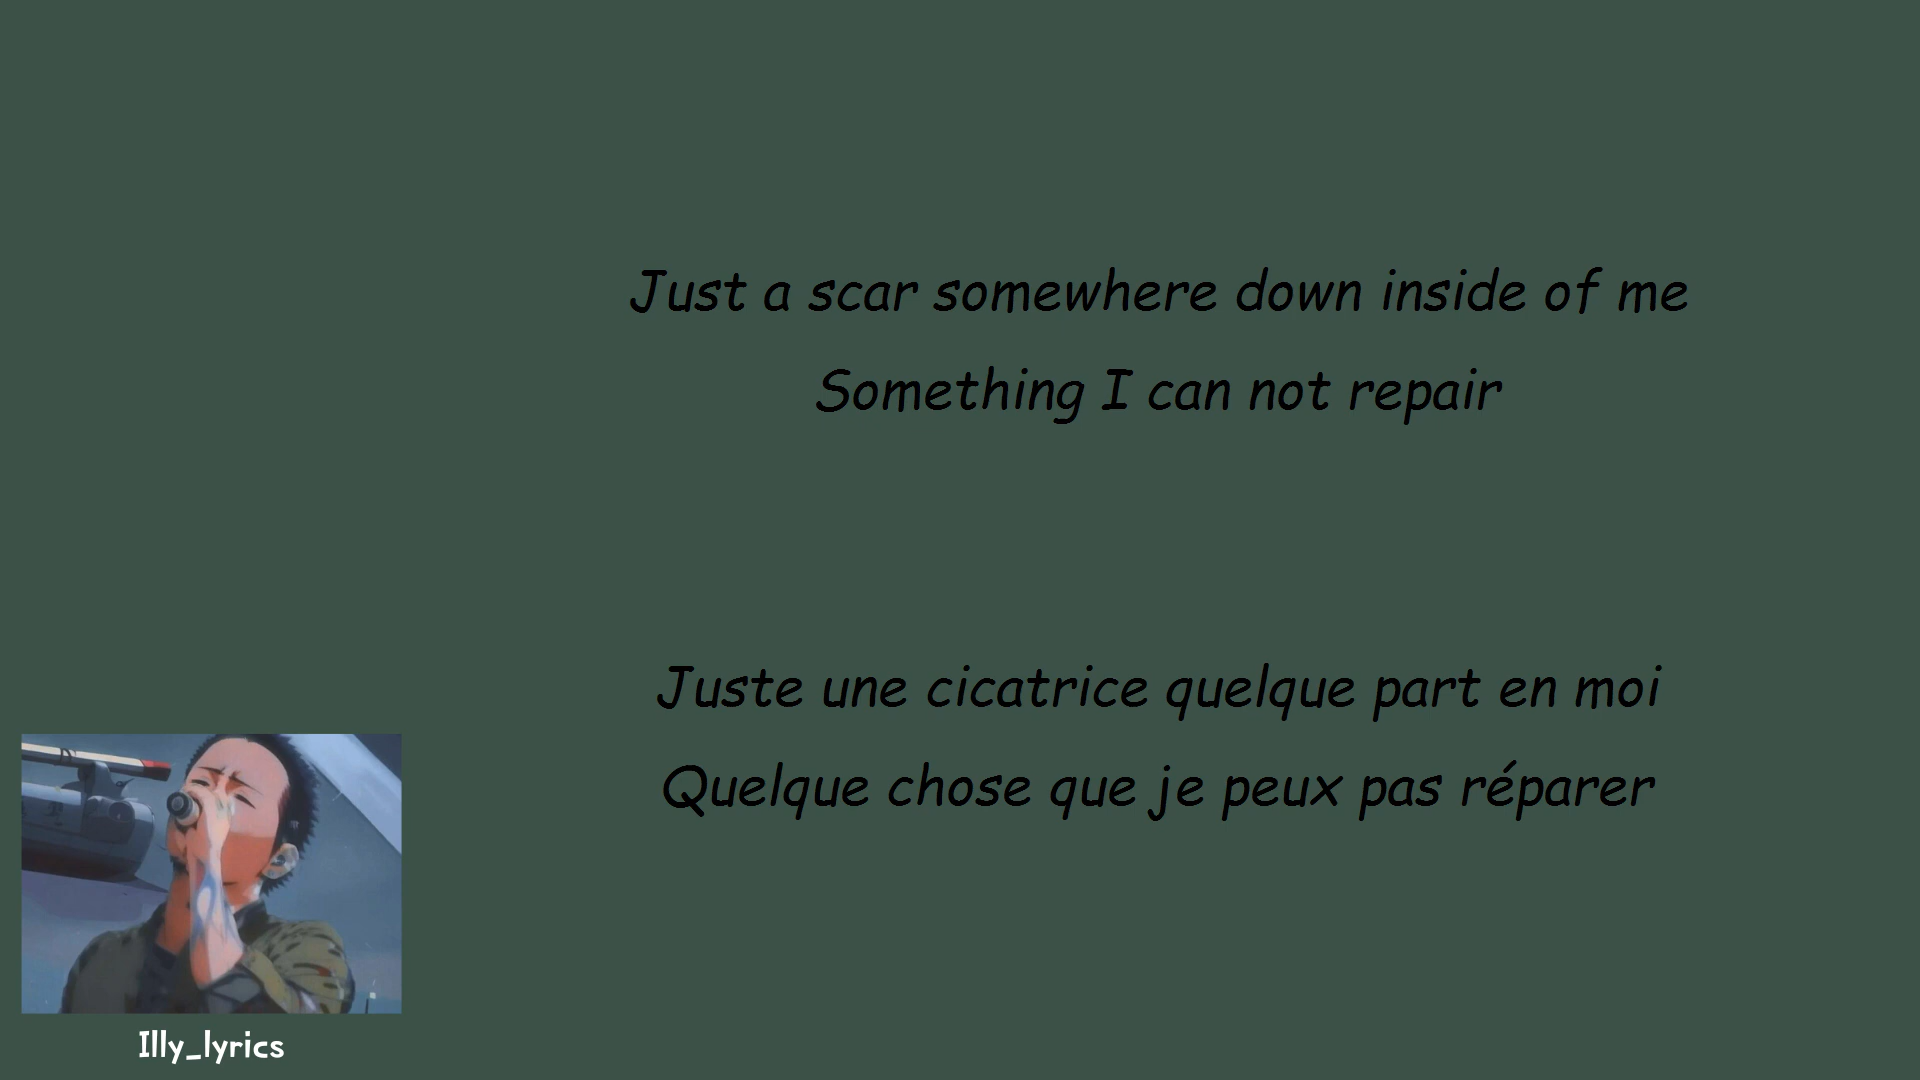 Just a scar somewhere down inside of me
Something I can not repair
Juste une cicatrice quelque part en moi
Quelque chose que je peux pas réparer
Illy_lyrics